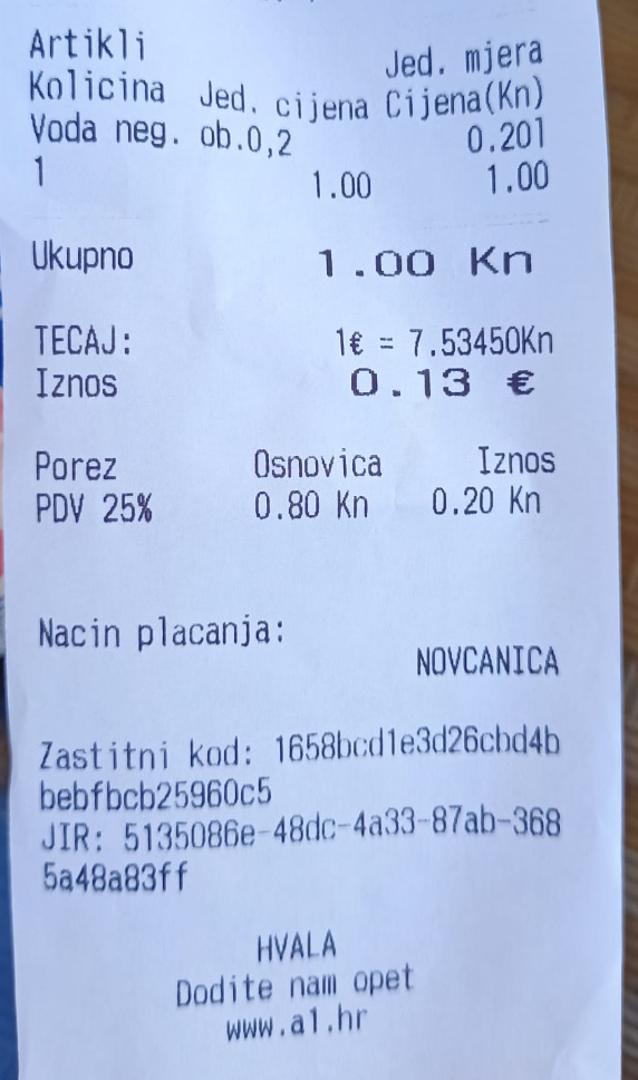 Artikli Jed. mjera
Kolicina Jed. cijena Cijena(Kn)
Voda neg. ob.0,2 0.20l
1 1.00 1.00
Ukupno 1.00 Kn
TECAJ: 1€ = 7.53450Kn
Iznos 0.13 €
Porez Osnovica Iznos
PDV 25% 0.80 Kn 0.20 Kn
Nacin placanja:
NOVCANICA
Zastitni kod: 1658bcd1e3d26cbd4b
bebfbcb25960c5
JIR: 5135086e-48dc-4a33-87ab-368
5a48a83ff
HVALA
Dodite nam opet
www.a1.hr